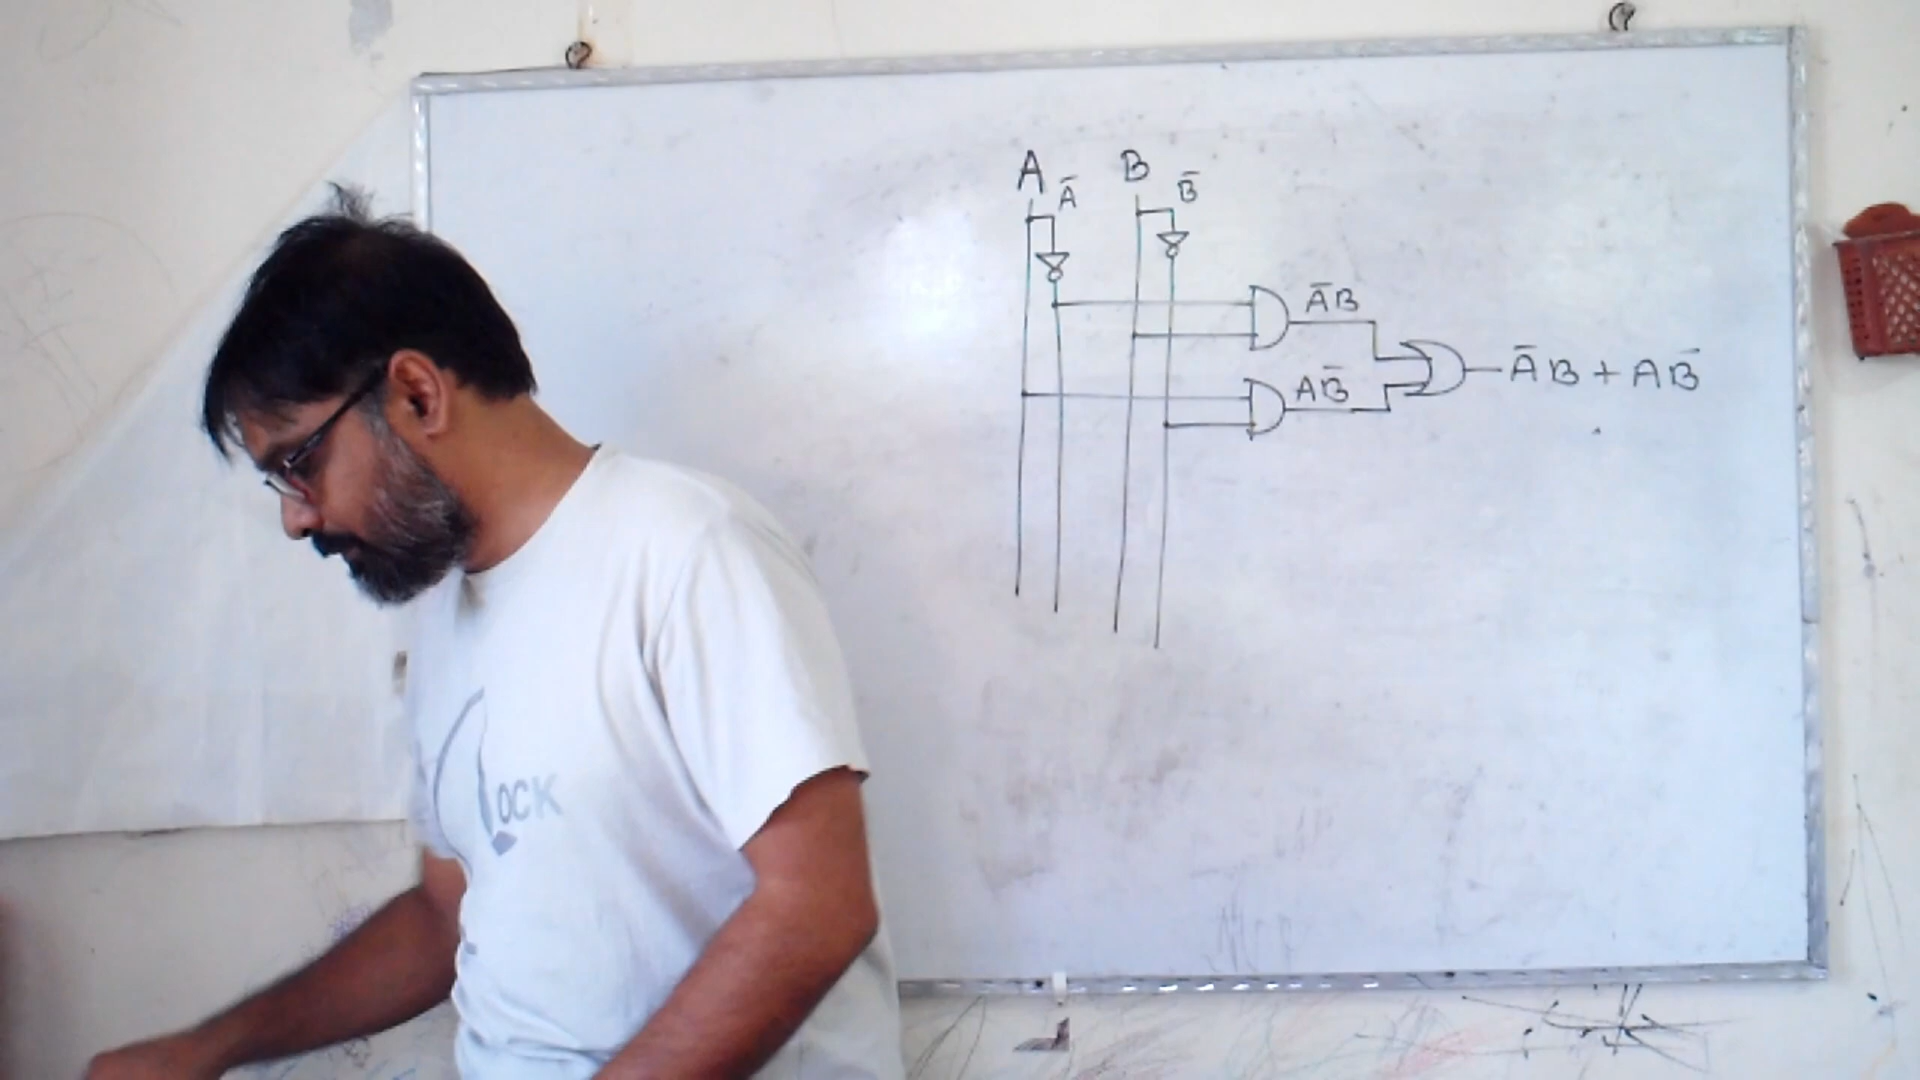 A Ā B B̄
ĀB
AB̄
ĀB + AB̄
OCK